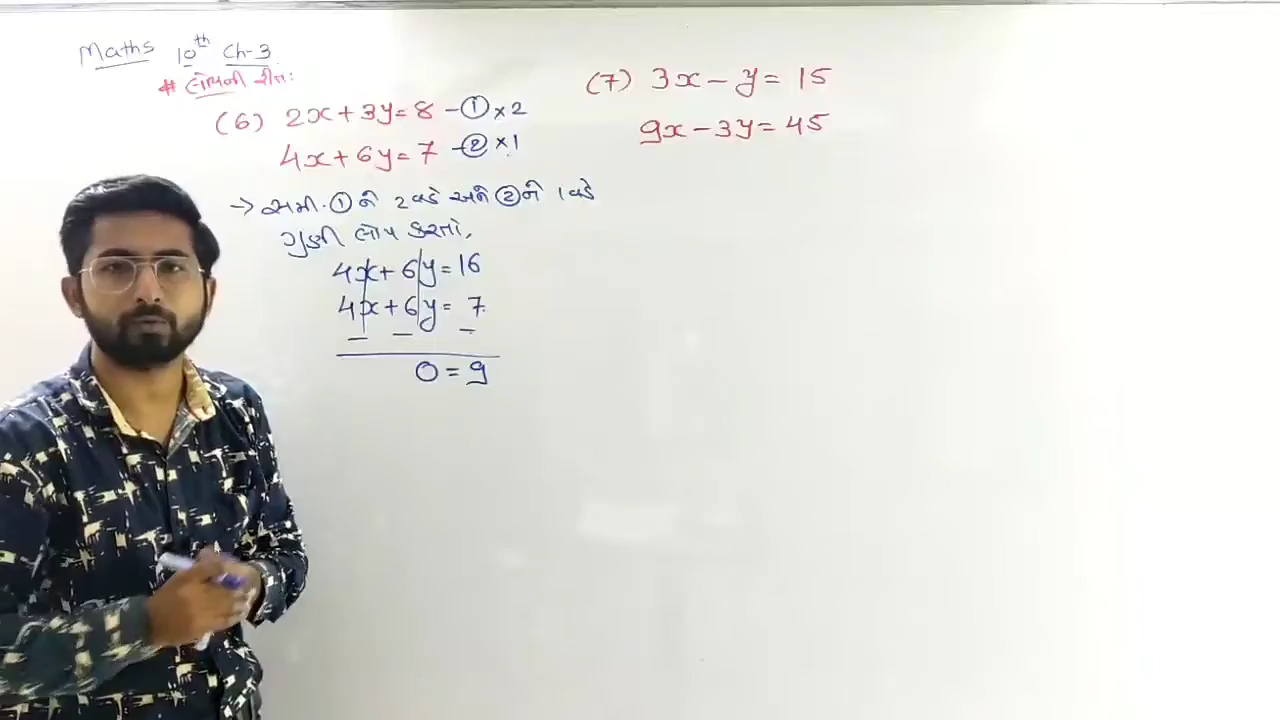 Maths 10th Ch-3
# લોપની રીત:
(6) 2x + 3y = 8 - ① × 2
4x + 6y = 7 - ② × 1
→ સમી. ① ને 2 વડે અને ② ને 1 વડે
ગુણી લોપ કરતાં,
4x + 6y = 16
4x + 6y = 7
− − −
0 = 9
(7) 3x − y = 15
9x − 3y = 45